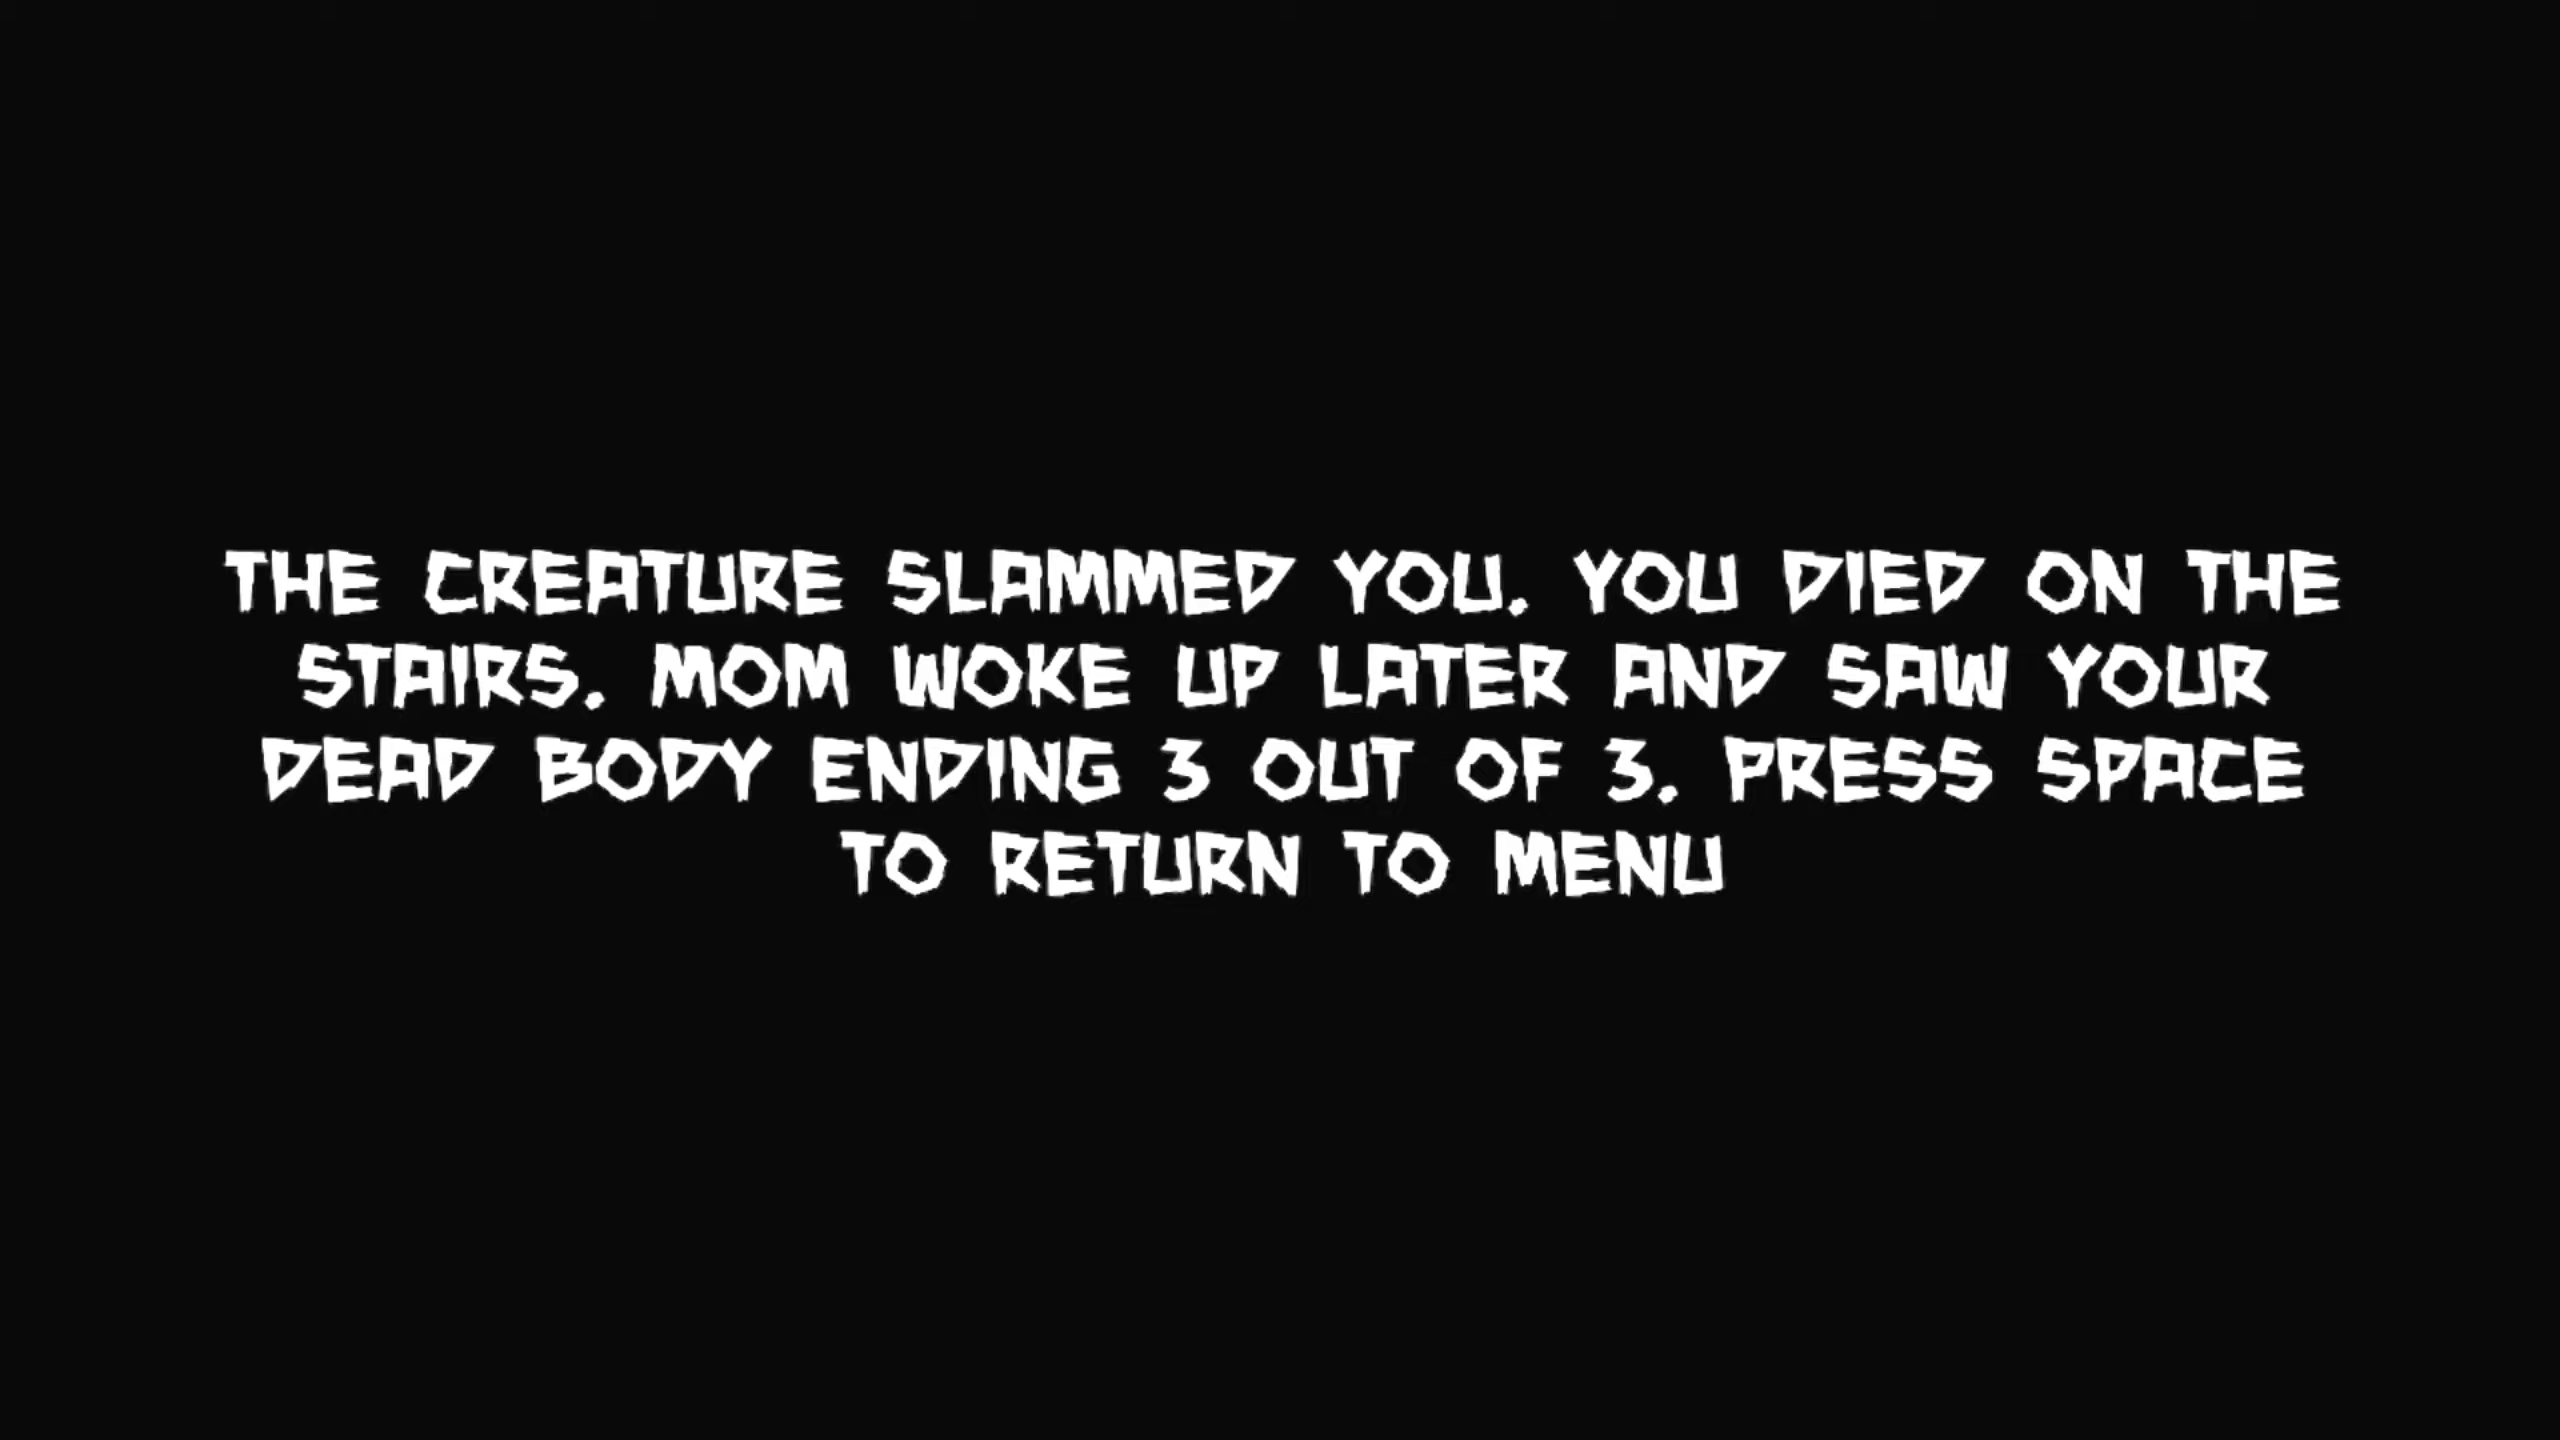 THE CREATURE SLAMMED YOU. YOU DIED ON THE
STAIRS. MOM WOKE UP LATER AND SAW YOUR
DEAD BODY ENDING 3 OUT OF 3. PRESS SPACE
TO RETURN TO MENU